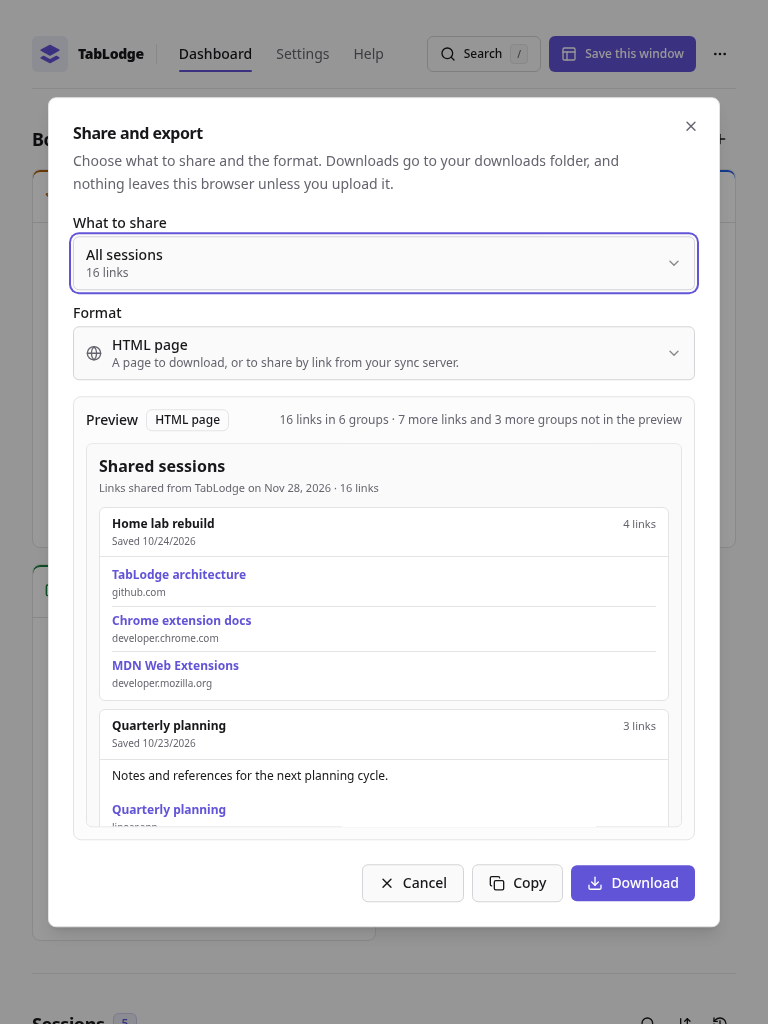 TabLodge
Dashboard
Settings
Help
Search /
Save this window
Bo
Share and export
Choose what to share and the format. Downloads go to your downloads folder, and
nothing leaves this browser unless you upload it.
What to share
All sessions
16 links
Format
HTML page
A page to download, or to share by link from your sync server.
Preview
HTML page
16 links in 6 groups · 7 more links and 3 more groups not in the preview
Shared sessions
Links shared from TabLodge on Nov 28, 2026 · 16 links
Home lab rebuild
4 links
Saved 10/24/2026
TabLodge architecture
github.com
Chrome extension docs
developer.chrome.com
MDN Web Extensions
developer.mozilla.org
Quarterly planning
3 links
Saved 10/23/2026
Notes and references for the next planning cycle.
Quarterly planning
Cancel
Copy
Download
Sessions 5